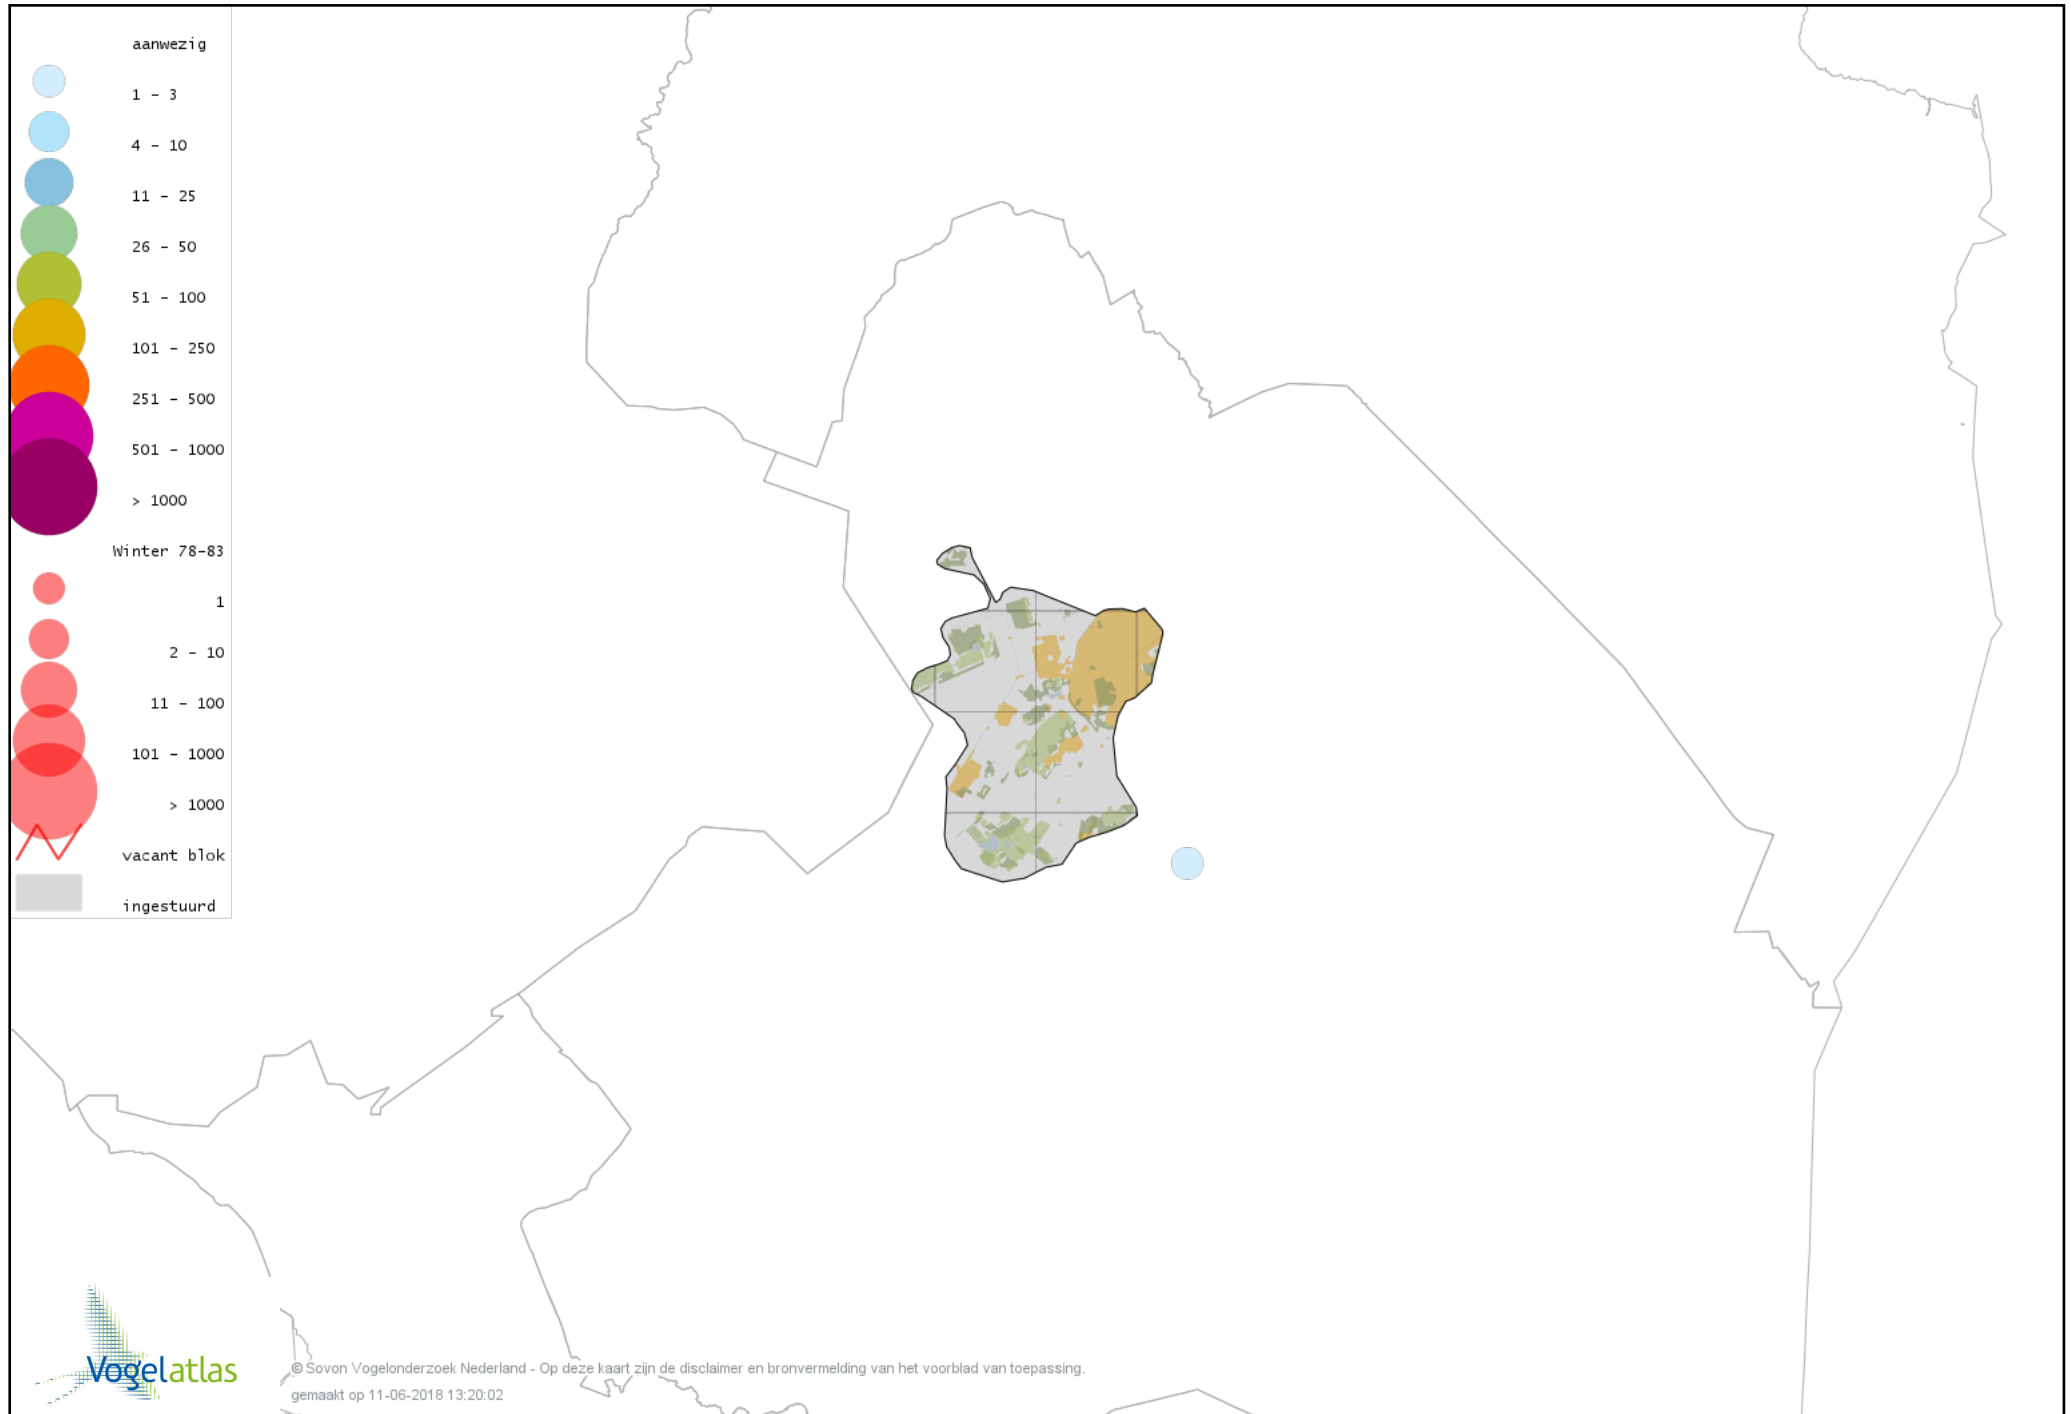 aanwezig
1 – 3
4 – 10
11 – 25
26 – 50
51 – 100
101 – 250
251 – 500
501 – 1000
> 1000
Winter 78–83
1
2 – 10
11 – 100
101 – 1000
> 1000
vacant blok
ingestuurd
Vogelatlas
© Sovon Vogelonderzoek Nederland - Op deze kaart zijn de disclaimer en bronvermelding van het voorblad van toepassing.
gemaakt op 11-06-2018 13:20:02